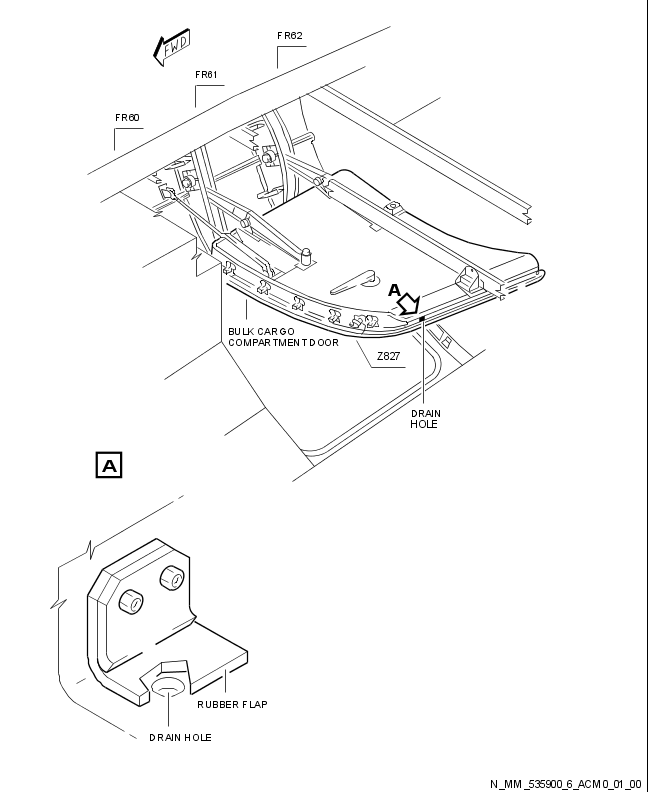 FWD
FR62
FR61
FR60
A
BULK CARGO
COMPARTMENT DOOR
Z827
DRAIN
HOLE
A
RUBBER FLAP
DRAIN HOLE
N_MM_535900_6_ACM0_01_00